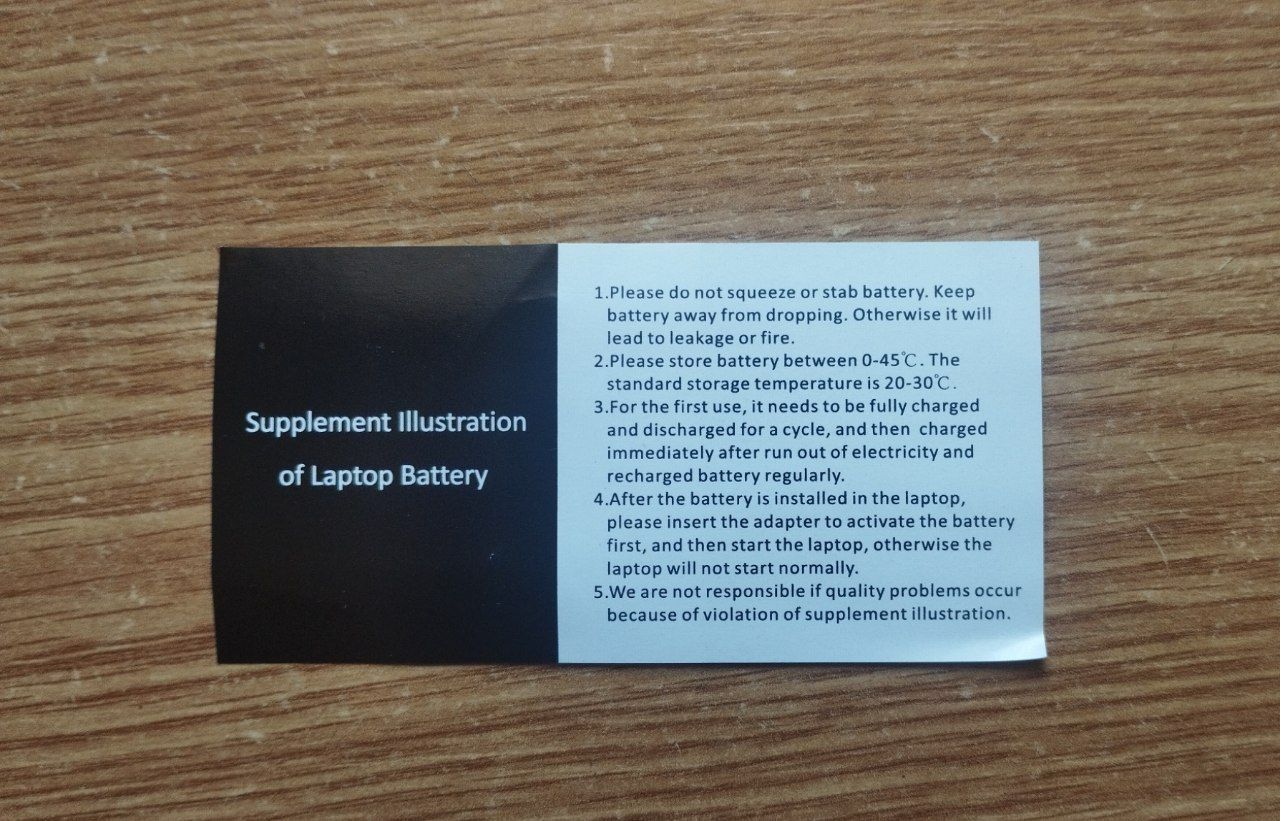 Supplement Illustration
of Laptop Battery
1.Please do not squeeze or stab battery. Keep
battery away from dropping. Otherwise it will
lead to leakage or fire.
2.Please store battery between 0-45℃. The
standard storage temperature is 20-30℃.
3.For the first use, it needs to be fully charged
and discharged for a cycle, and then charged
immediately after run out of electricity and
recharged battery regularly.
4.After the battery is installed in the laptop,
please insert the adapter to activate the battery
first, and then start the laptop, otherwise the
laptop will not start normally.
5.We are not responsible if quality problems occur
because of violation of supplement illustration.